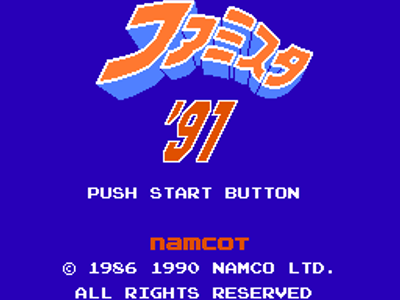 ファミスタ
'91
PUSH START BUTTON
namcot
© 1986 1990 NAMCO LTD.
ALL RIGHTS RESERVED